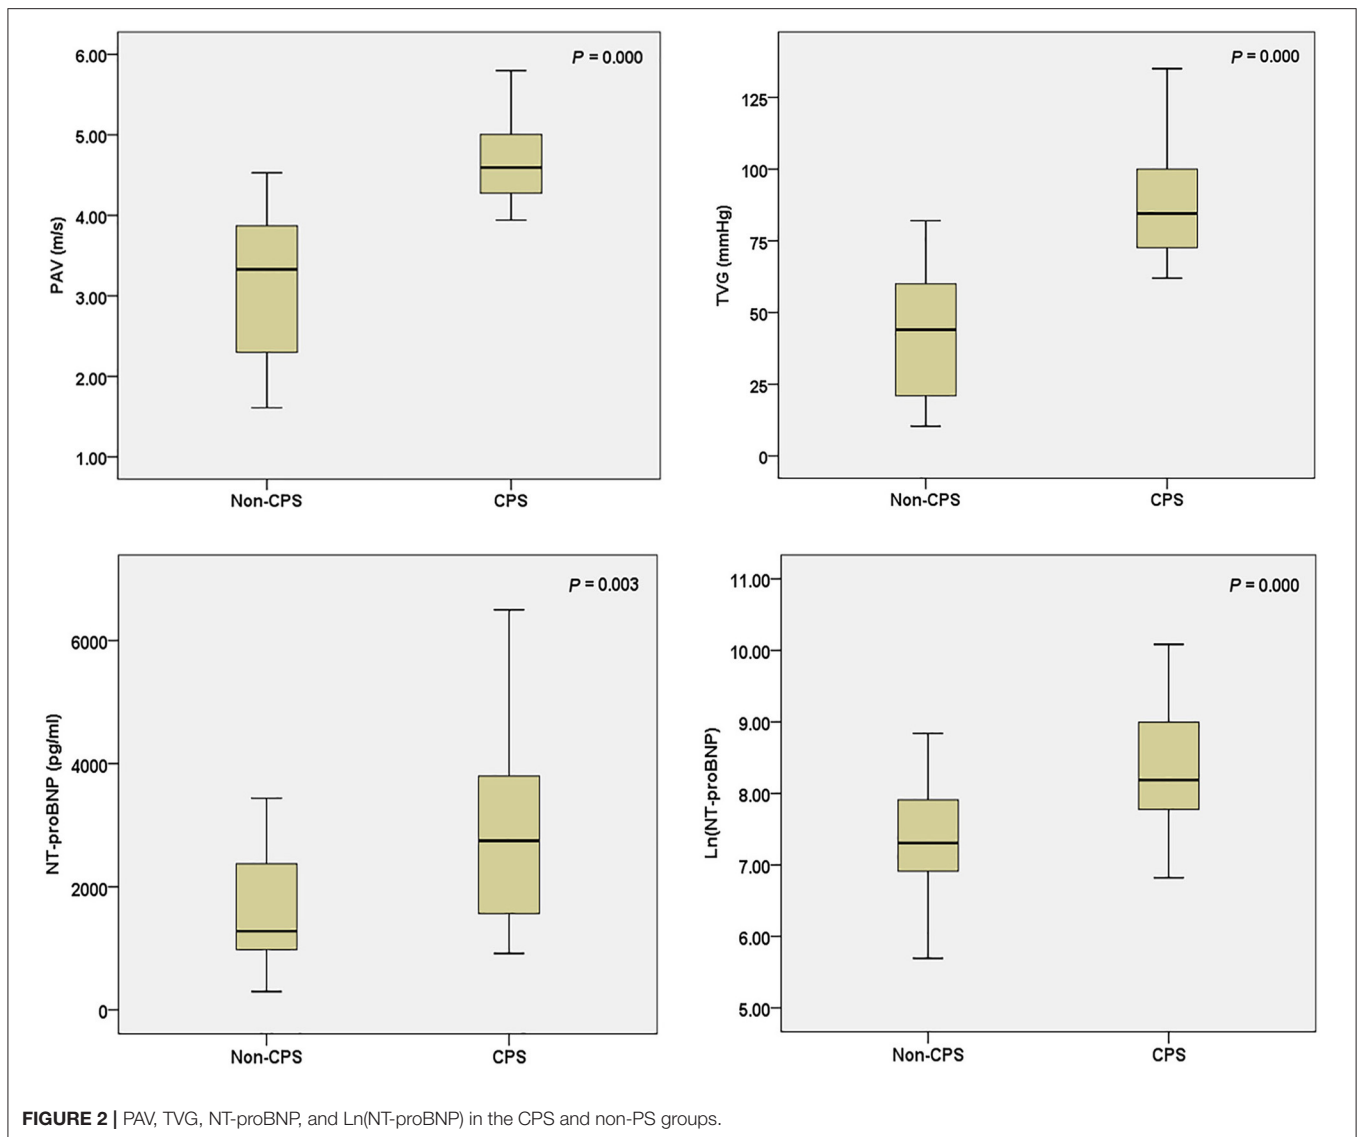 P = 0.000
6.00
5.00
4.00
3.00
2.00
1.00
PAV (m/s)
Non-CPS
CPS
P = 0.000
125
100
75
50
25
0
TVG (mmHg)
Non-CPS
CPS
P = 0.003
6000
4000
2000
0
NT-proBNP (pg/ml)
Non-CPS
CPS
P = 0.000
11.00
10.00
9.00
8.00
7.00
6.00
5.00
Ln(NT-proBNP)
Non-CPS
CPS
FIGURE 2 | PAV, TVG, NT-proBNP, and Ln(NT-proBNP) in the CPS and non-PS groups.